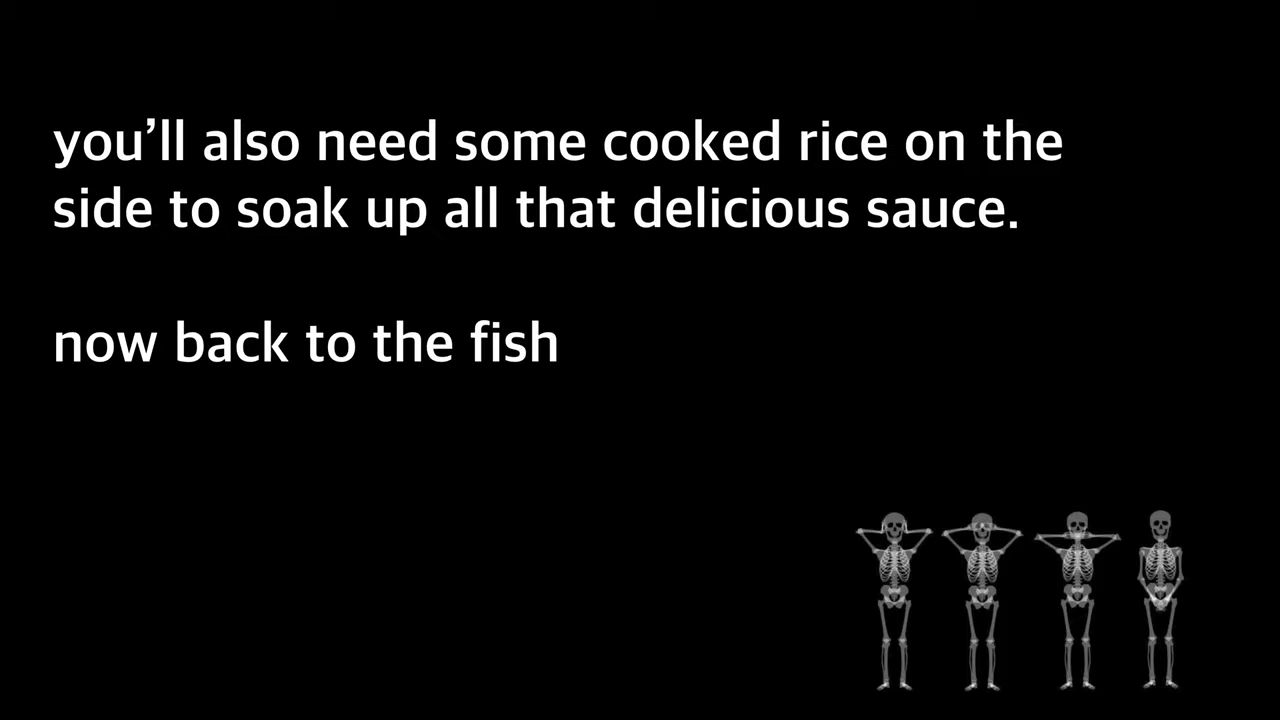 you’ll also need some cooked rice on the
side to soak up all that delicious sauce.
now back to the fish